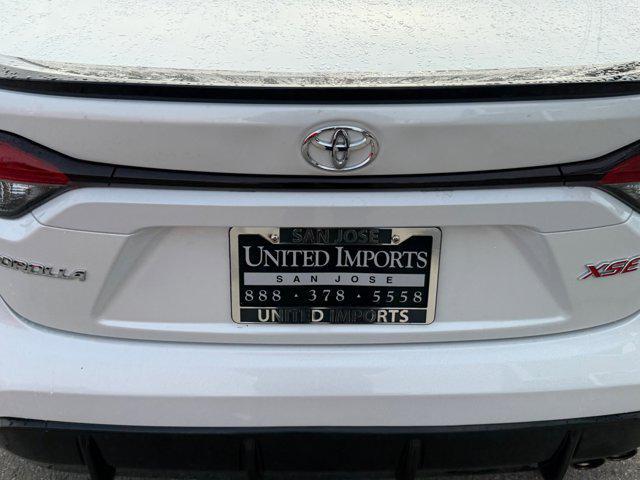 SAN JOSE
UNITED IMPORTS
SAN JOSE
888 · 378 · 5558
UNITED IMPORTS
COROLLA
XSE